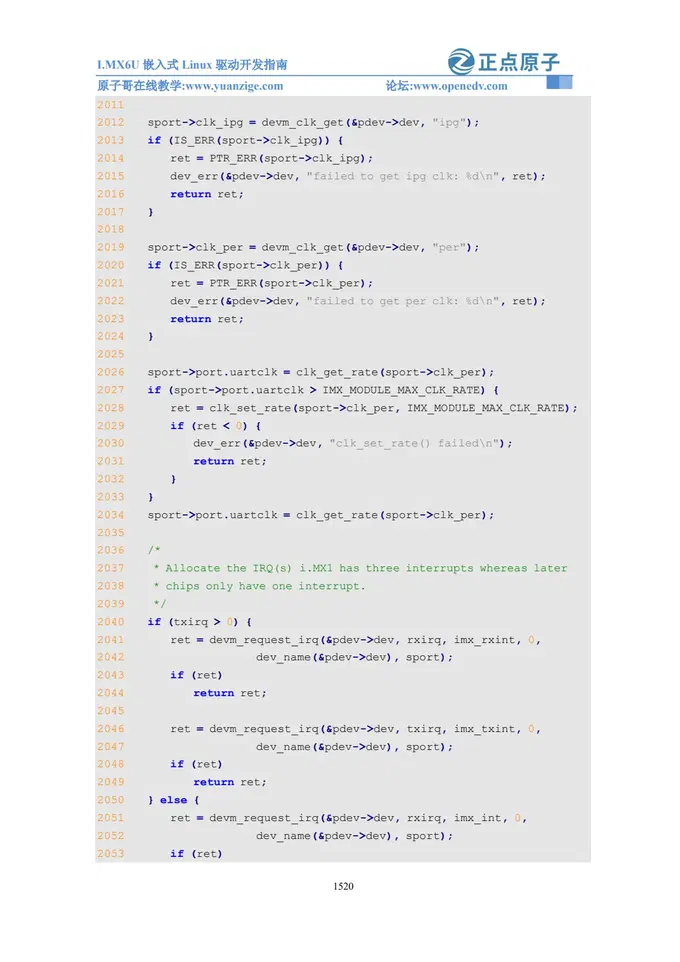 I.MX6U 嵌入式 Linux 驱动开发指南
正点原子
原子哥在线教学:www.yuanzige.com 论坛:www.openedv.com
2011
2012 sport->clk_ipg = devm_clk_get(&pdev->dev, "ipg");
2013 if (IS_ERR(sport->clk_ipg)) {
2014 ret = PTR_ERR(sport->clk_ipg);
2015 dev_err(&pdev->dev, "failed to get ipg clk: %d\n", ret);
2016 return ret;
2017 }
2018
2019 sport->clk_per = devm_clk_get(&pdev->dev, "per");
2020 if (IS_ERR(sport->clk_per)) {
2021 ret = PTR_ERR(sport->clk_per);
2022 dev_err(&pdev->dev, "failed to get per clk: %d\n", ret);
2023 return ret;
2024 }
2025
2026 sport->port.uartclk = clk_get_rate(sport->clk_per);
2027 if (sport->port.uartclk > IMX_MODULE_MAX_CLK_RATE) {
2028 ret = clk_set_rate(sport->clk_per, IMX_MODULE_MAX_CLK_RATE);
2029 if (ret < 0) {
2030 dev_err(&pdev->dev, "clk_set_rate() failed\n");
2031 return ret;
2032 }
2033 }
2034 sport->port.uartclk = clk_get_rate(sport->clk_per);
2035
2036 /*
2037 * Allocate the IRQ(s) i.MX1 has three interrupts whereas later
2038 * chips only have one interrupt.
2039 */
2040 if (txirq > 0) {
2041 ret = devm_request_irq(&pdev->dev, rxirq, imx_rxint, 0,
2042 dev_name(&pdev->dev), sport);
2043 if (ret)
2044 return ret;
2045
2046 ret = devm_request_irq(&pdev->dev, txirq, imx_txint, 0,
2047 dev_name(&pdev->dev), sport);
2048 if (ret)
2049 return ret;
2050 } else {
2051 ret = devm_request_irq(&pdev->dev, rxirq, imx_int, 0,
2052 dev_name(&pdev->dev), sport);
2053 if (ret)
1520